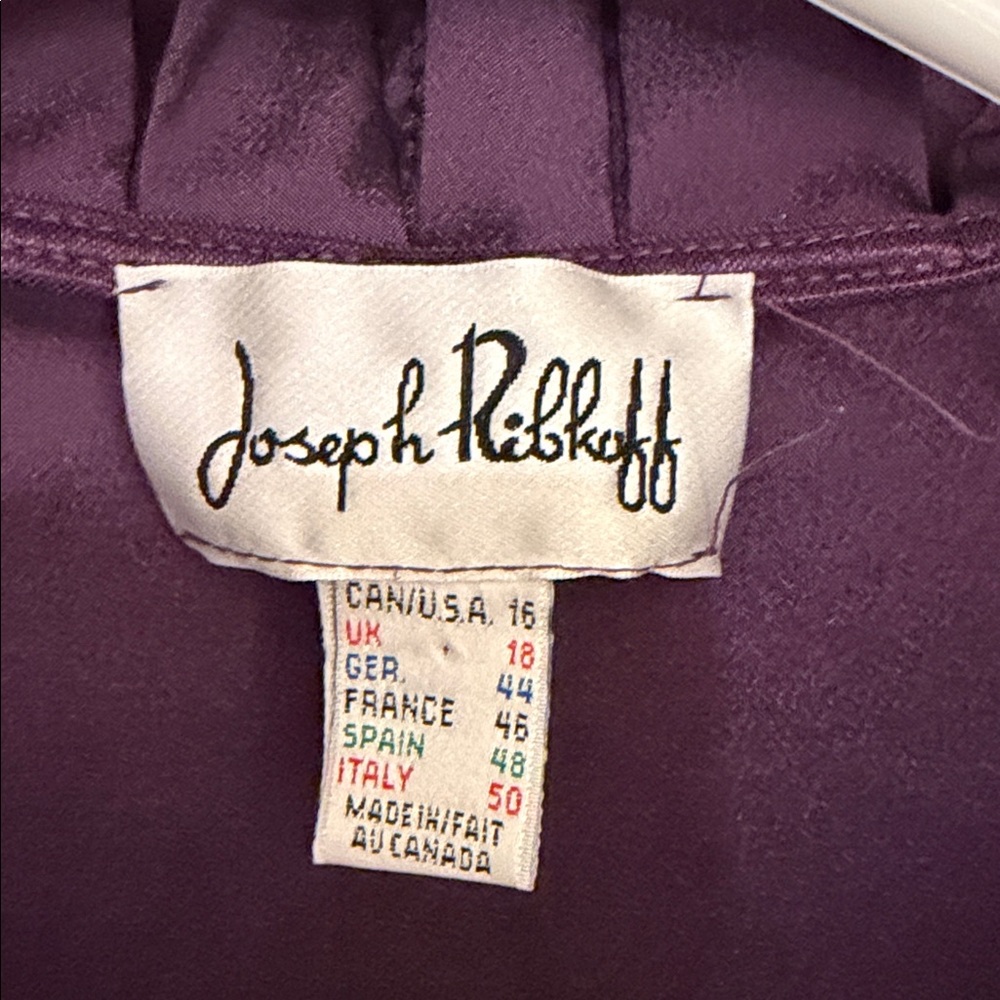 Joseph Ribkoff
CAN/U.S.A. 16
UK 18
GER. 44
FRANCE 46
SPAIN 48
ITALY 50
MADE IN/FAIT
AU CANADA